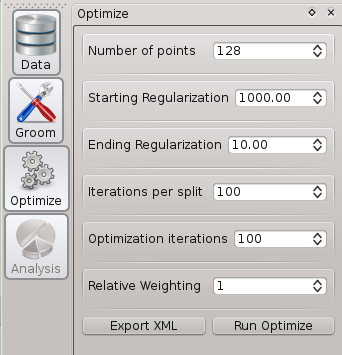 Optimize
Data
Groom
Optimize
Analysis
Number of points 128
Starting Regularization 1000.00
Ending Regularization 10.00
Iterations per split 100
Optimization iterations 100
Relative Weighting 1
Export XML Run Optimize